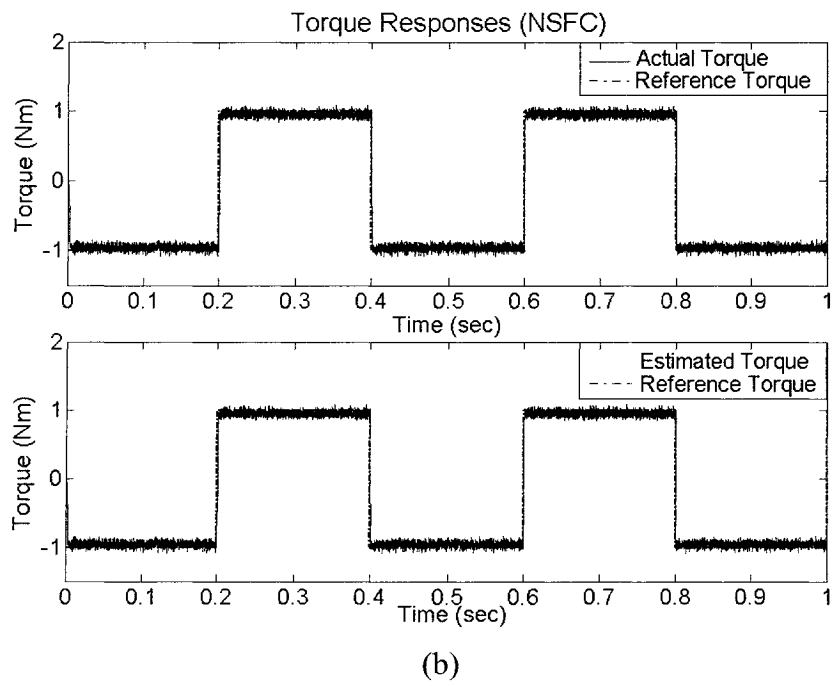 Torque Responses (NSFC)
2
1
0
-1
Torque (Nm)
Actual Torque
Reference Torque
0 0.1 0.2 0.3 0.4 0.5 0.6 0.7 0.8 0.9 1
Time (sec)
2
1
0
-1
Torque (Nm)
Estimated Torque
Reference Torque
0 0.1 0.2 0.3 0.4 0.5 0.6 0.7 0.8 0.9 1
Time (sec)
(b)